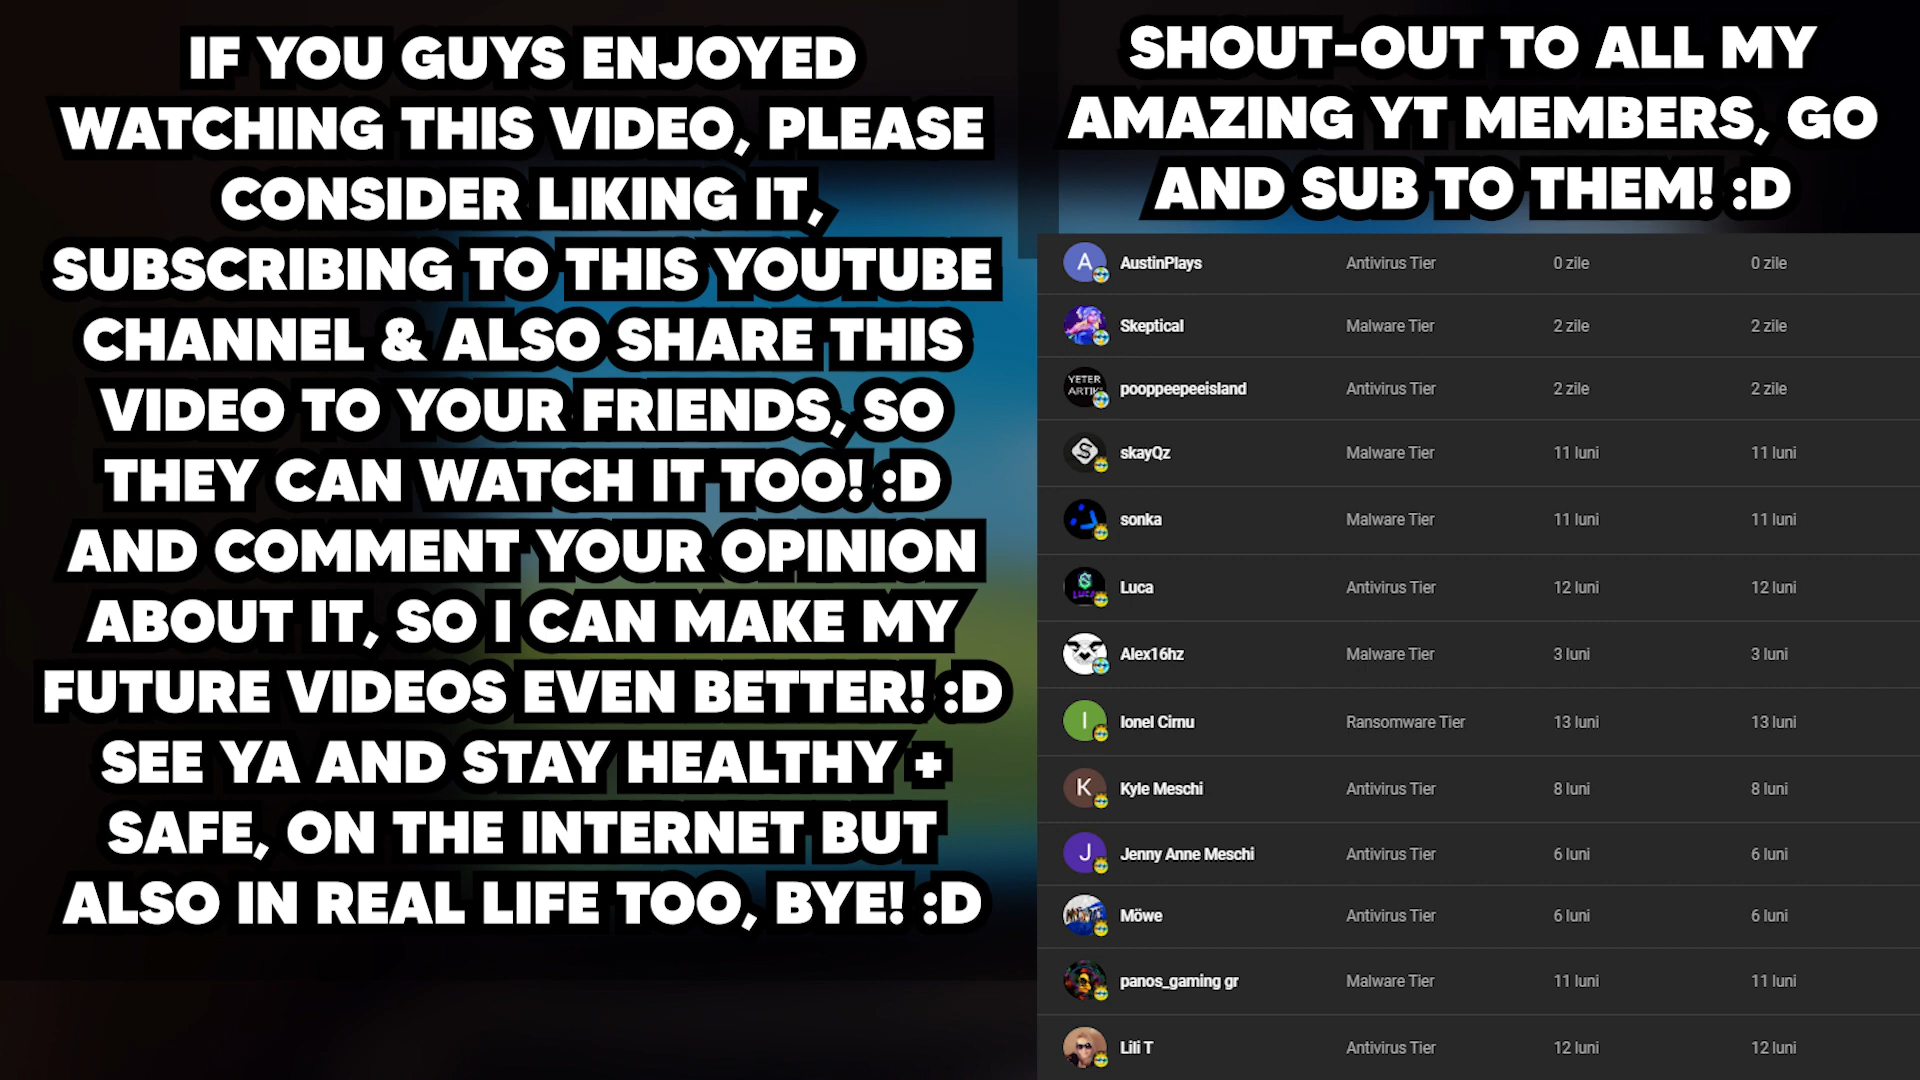 IF YOU GUYS ENJOYED
WATCHING THIS VIDEO, PLEASE
CONSIDER LIKING IT,
SUBSCRIBING TO THIS YOUTUBE
CHANNEL & ALSO SHARE THIS
VIDEO TO YOUR FRIENDS, SO
THEY CAN WATCH IT TOO! :D
AND COMMENT YOUR OPINION
ABOUT IT, SO I CAN MAKE MY
FUTURE VIDEOS EVEN BETTER! :D
SEE YA AND STAY HEALTHY +
SAFE, ON THE INTERNET BUT
ALSO IN REAL LIFE TOO, BYE! :D
SHOUT-OUT TO ALL MY
AMAZING YT MEMBERS, GO
AND SUB TO THEM! :D
A AustinPlays Antivirus Tier 0 zile 0 zile
Skeptical Malware Tier 2 zile 2 zile
pooppeepeeisland Antivirus Tier 2 zile 2 zile
S skayQz Malware Tier 11 luni 11 luni
sonka Malware Tier 11 luni 11 luni
Luca Antivirus Tier 12 luni 12 luni
Alex16hz Malware Tier 3 luni 3 luni
I Ionel Cirnu Ransomware Tier 13 luni 13 luni
K Kyle Meschi Antivirus Tier 8 luni 8 luni
J Jenny Anne Meschi Antivirus Tier 6 luni 6 luni
Möwe Antivirus Tier 6 luni 6 luni
panos_gaming gr Malware Tier 11 luni 11 luni
Lili T Antivirus Tier 12 luni 12 luni